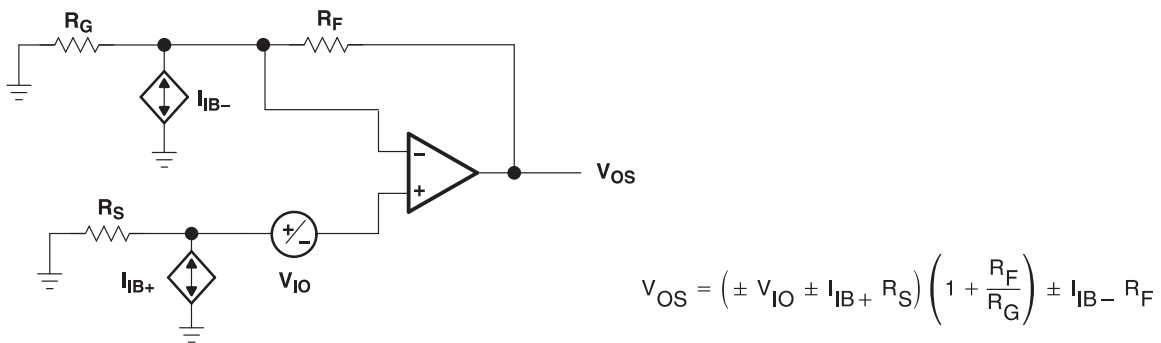 R_G
R_F
I_IB–
–
+
V_OS
R_S
+/–
I_IB+
V_IO
V_OS = ( ± V_IO ± I_IB+ R_S ) ( 1 + R_F / R_G ) ± I_IB– R_F